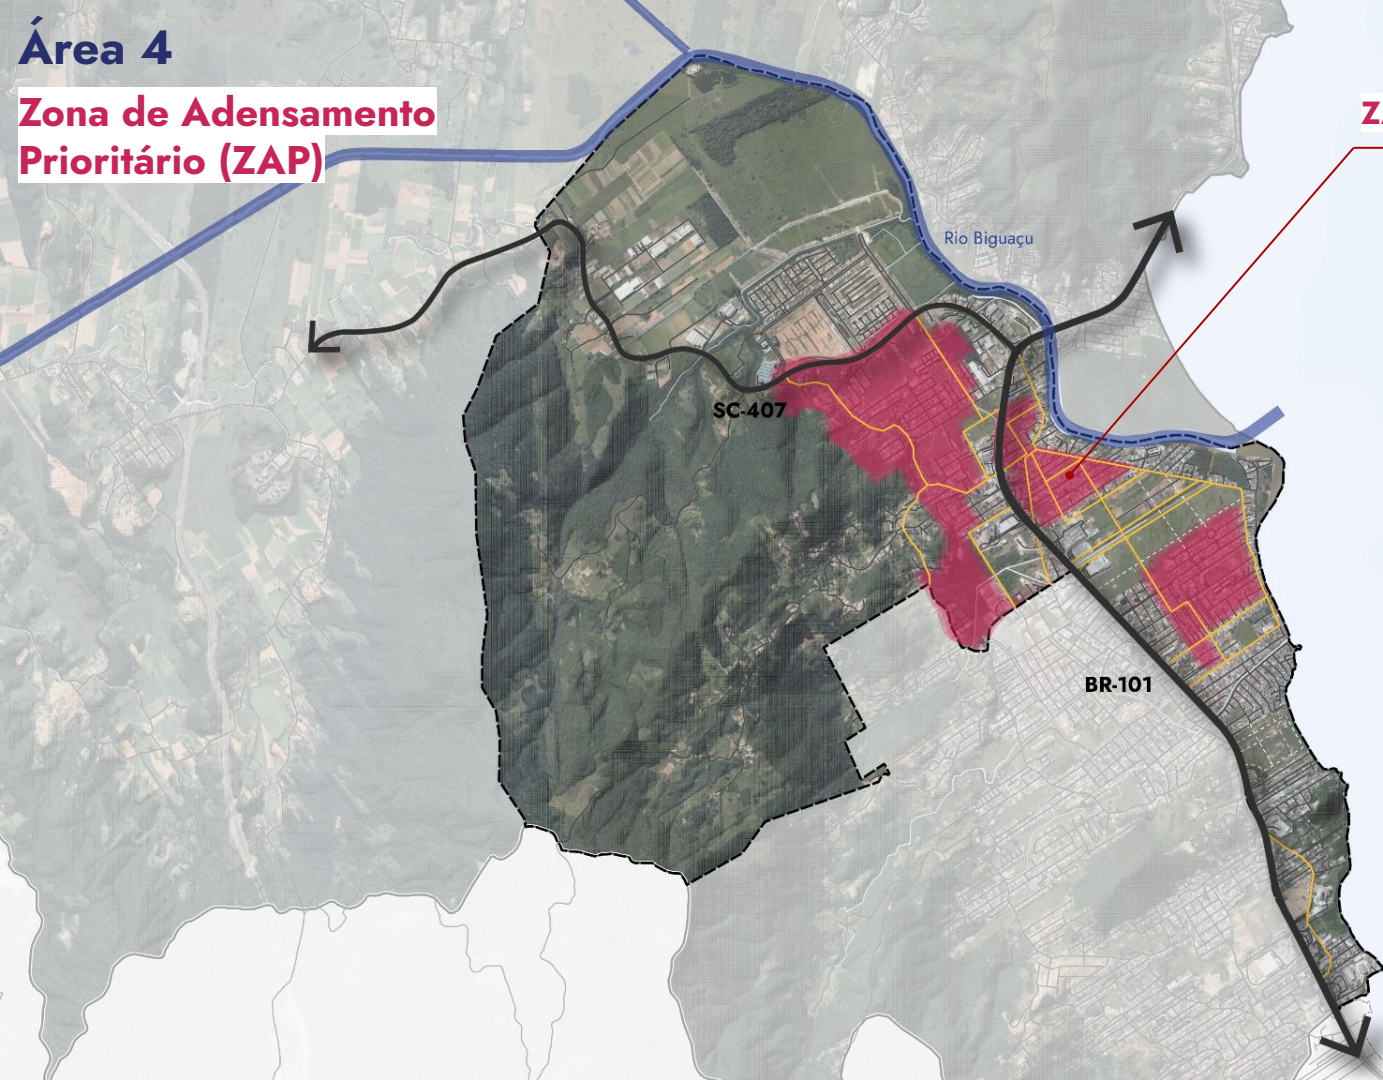 Área 4
Zona de Adensamento
Prioritário (ZAP)
Rio Biguaçu
SC-407
BR-101